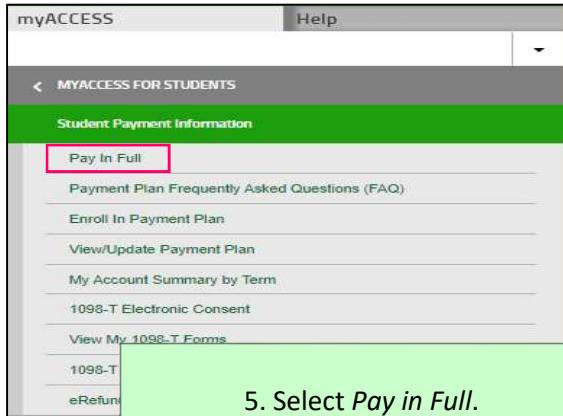 myACCESS Help
MYACCESS FOR STUDENTS
Student Payment Information
Pay In Full
Payment Plan Frequently Asked Questions (FAQ)
Enroll In Payment Plan
View/Update Payment Plan
My Account Summary by Term
1098-T Electronic Consent
View My 1098-T Forms
1098-T
5. Select Pay in Full.